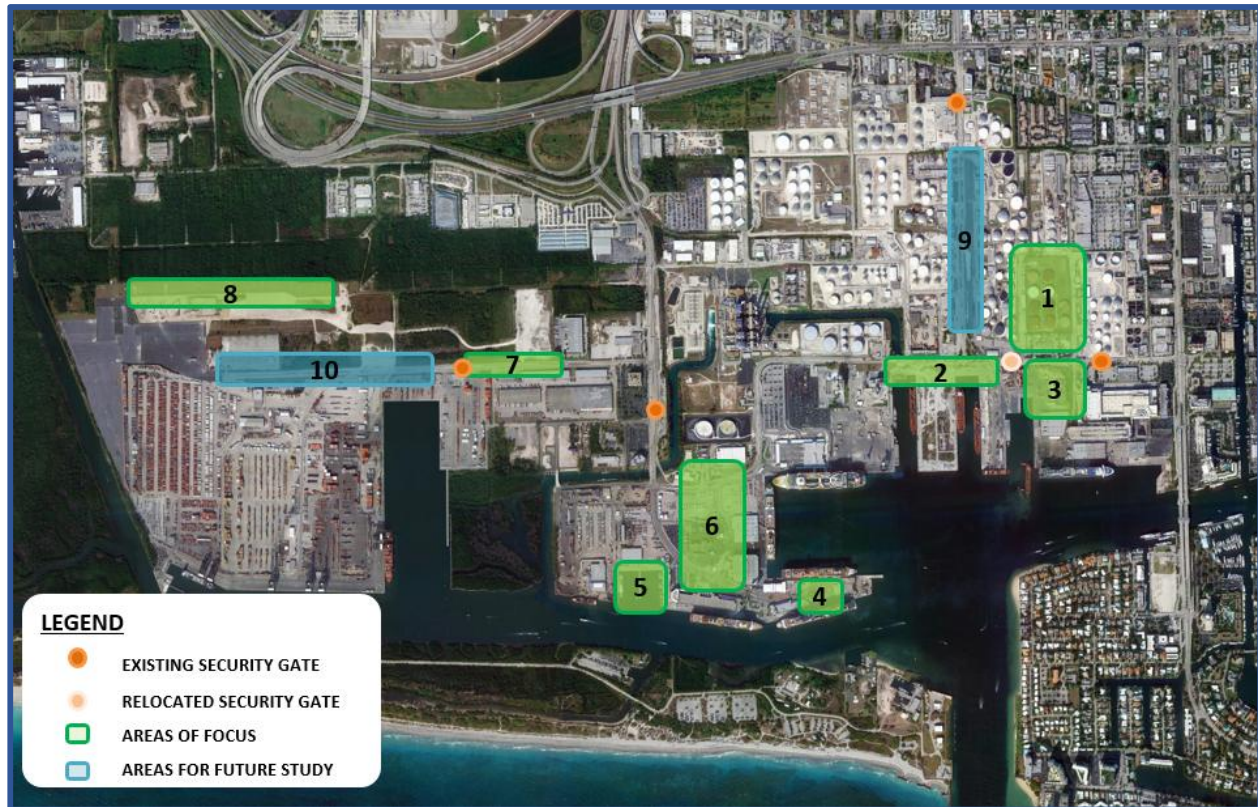 8
9
1
10
7
2
3
6
5
4
LEGEND
EXISTING SECURITY GATE
RELOCATED SECURITY GATE
AREAS OF FOCUS
AREAS FOR FUTURE STUDY